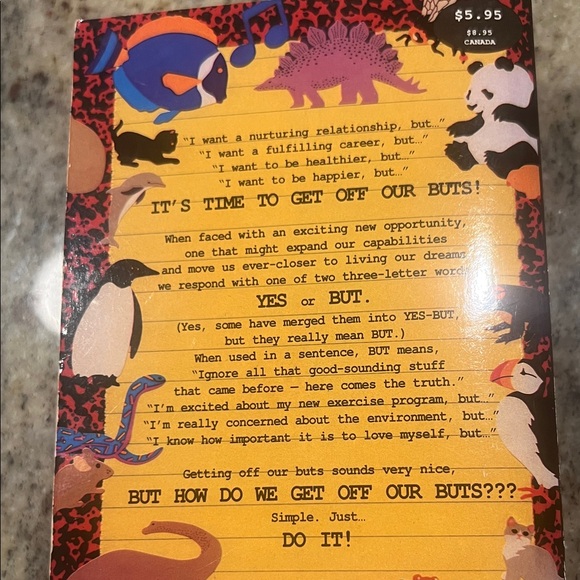 $5.95
$8.95
CANADA
"I want a nurturing relationship, but…"
"I want a fulfilling career, but…"
"I want to be healthier, but…"
"I want to be happier, but…"
IT'S TIME TO GET OFF OUR BUTS!
When faced with an exciting new opportunity,
one that might expand our capabilities
and move us ever-closer to living our dreams
we respond with one of two three-letter words
YES or BUT.
(Yes, some have merged them into YES-BUT,
but they really mean BUT.)
When used in a sentence, BUT means,
"Ignore all that good-sounding stuff
that came before — here comes the truth."
"I'm excited about my new exercise program, but…"
"I'm really concerned about the environment, but…"
"I know how important it is to love myself, but…"
Getting off our buts sounds very nice,
BUT HOW DO WE GET OFF OUR BUTS???
Simple. Just…
DO IT!